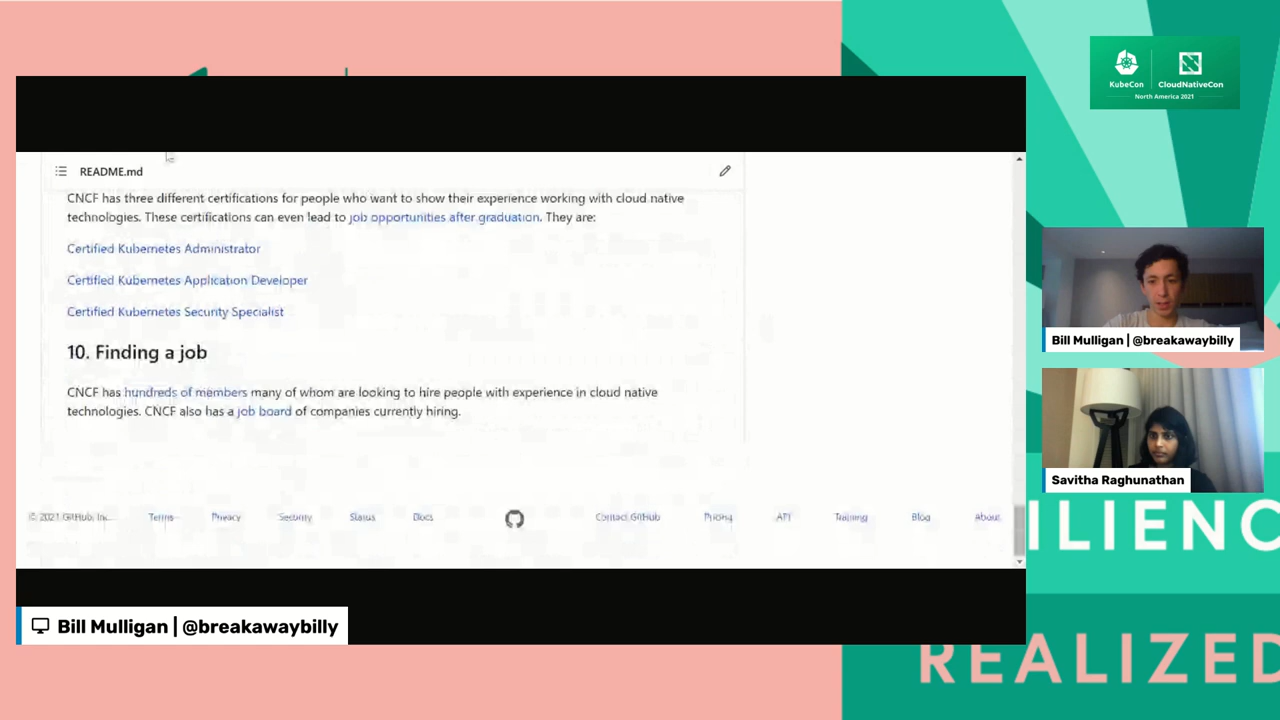 KubeCon
CloudNativeCon
North America 2021
README.md
CNCF has three different certifications for people who want to show their experience working with cloud native
technologies. These certifications can even lead to job opportunities after graduation. They are:
Certified Kubernetes Administrator
Certified Kubernetes Application Developer
Certified Kubernetes Security Specialist
10. Finding a job
CNCF has hundreds of members many of whom are looking to hire people with experience in cloud native
technologies. CNCF also has a job board of companies currently hiring.
© 2021 GitHub, Inc.
Terms
Privacy
Security
Status
Docs
Contact GitHub
Pricing
API
Training
Blog
About
Bill Mulligan | @breakawaybilly
Savitha Raghunathan
ILIENC
REALIZED
Bill Mulligan | @breakawaybilly